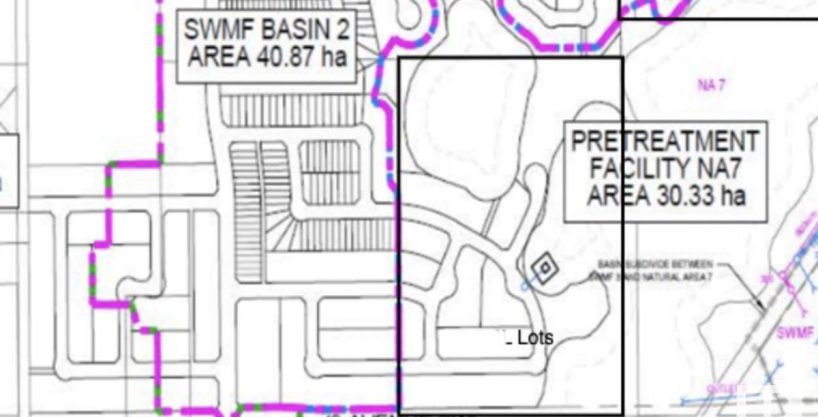 SWMF BASIN 2
AREA 40.87 ha
NA 7
PRETREATMENT
FACILITY NA7
AREA 30.33 ha
BASIN SUBDIVIDE BETWEEN
SWMF 3 AND NATURAL AREA 7
SWMF
Lots